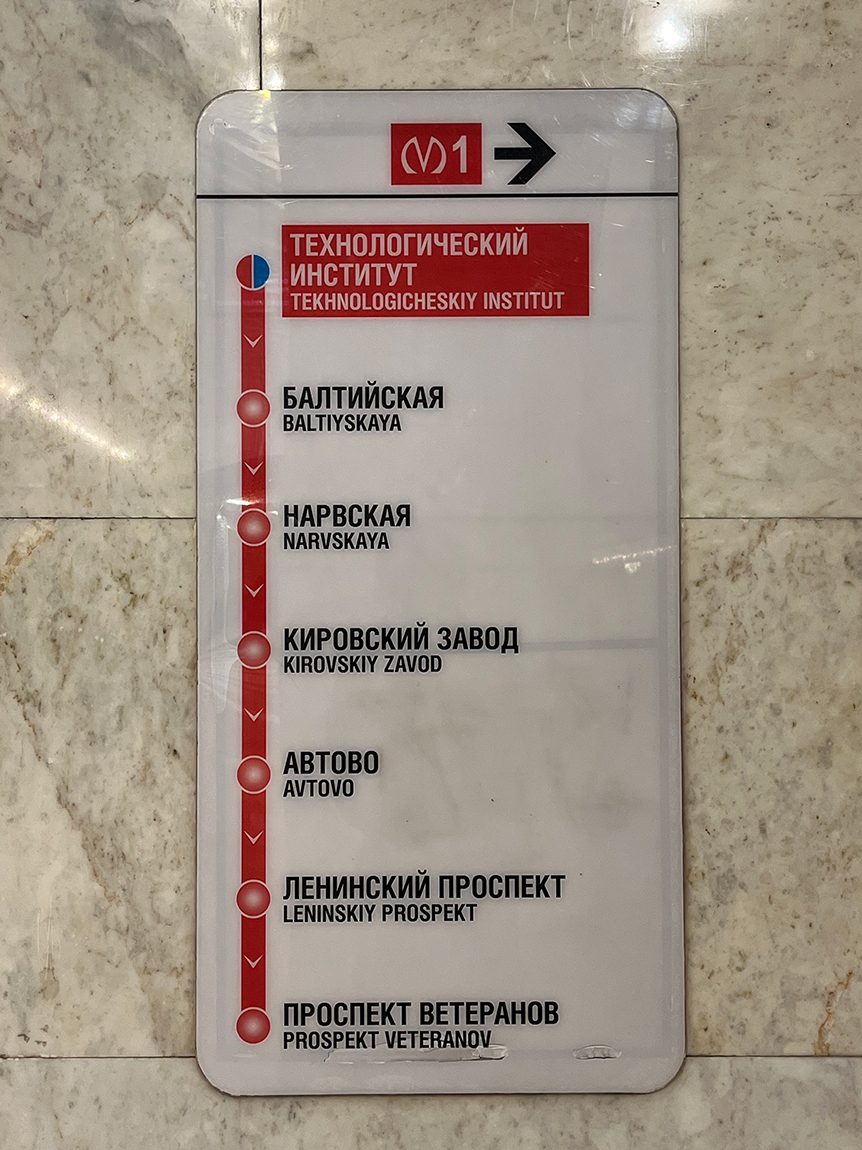 M1
ТЕХНОЛОГИЧЕСКИЙ
ИНСТИТУТ
TEKHNOLOGICHESKIY INSTITUT
БАЛТИЙСКАЯ
BALTIYSKAYA
НАРВСКАЯ
NARVSKAYA
КИРОВСКИЙ ЗАВОД
KIROVSKIY ZAVOD
АВТОВО
AVTOVO
ЛЕНИНСКИЙ ПРОСПЕКТ
LENINSKIY PROSPEKT
ПРОСПЕКТ ВЕТЕРАНОВ
PROSPEKT VETERANOV